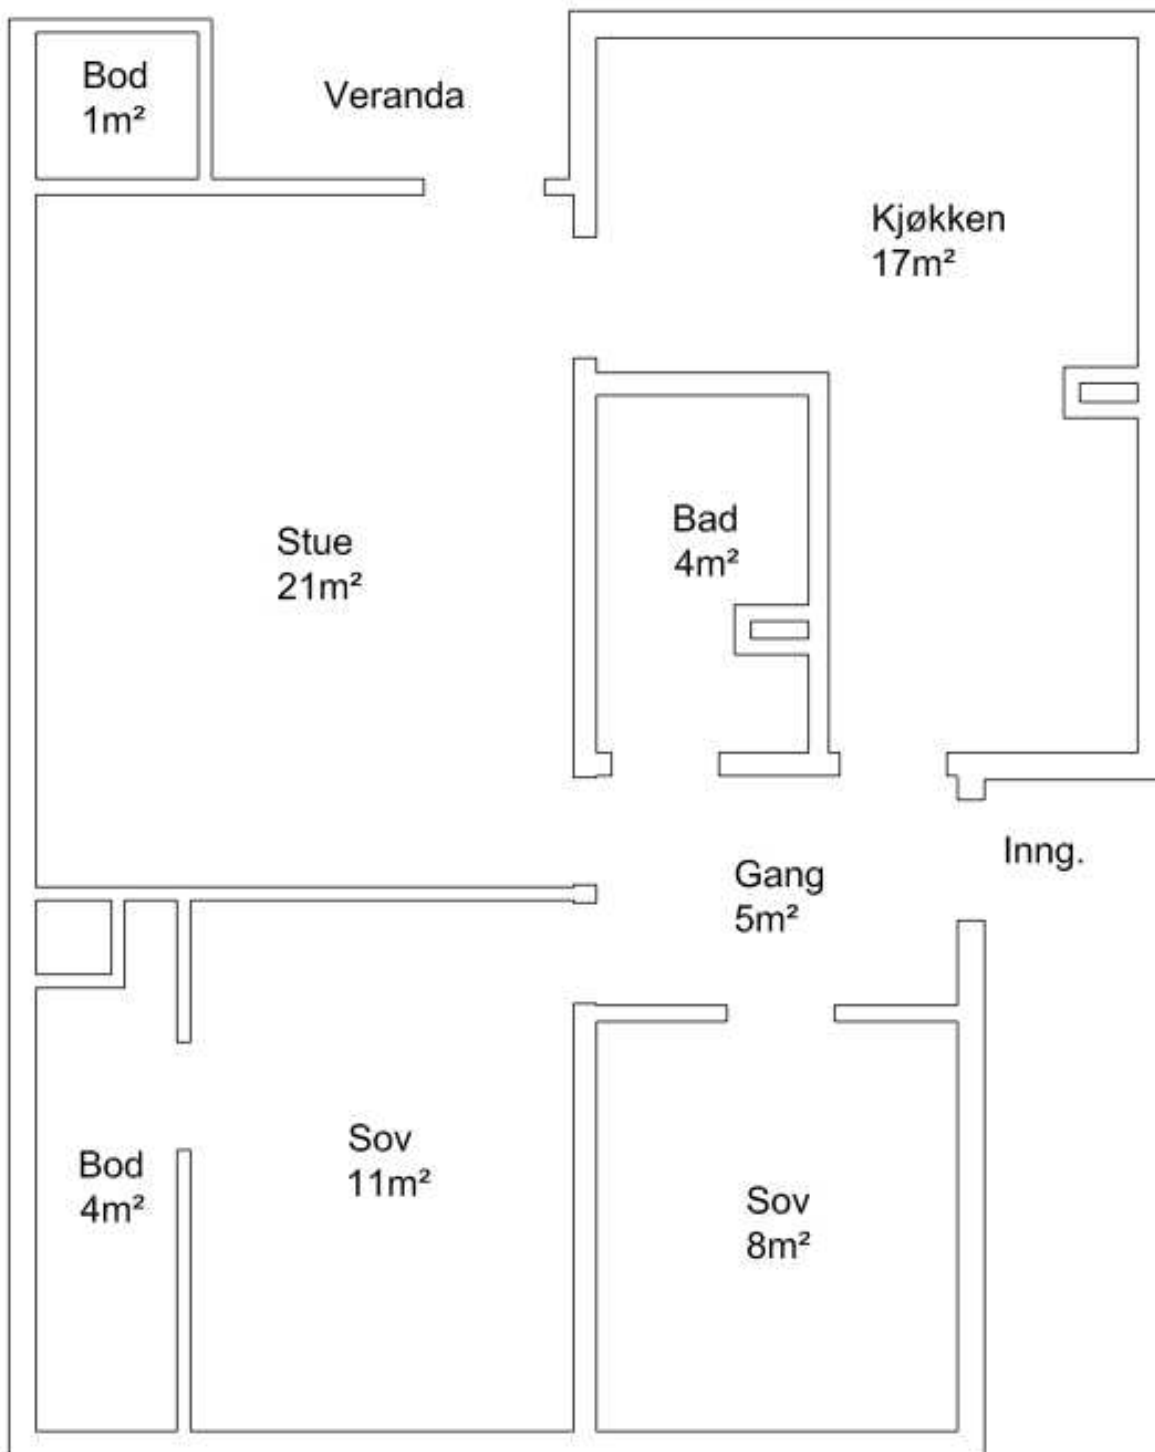 Bod
1m²
Veranda
Kjøkken
17m²
Stue
21m²
Bad
4m²
Inng.
Gang
5m²
Sov
11m²
Bod
4m²
Sov
8m²